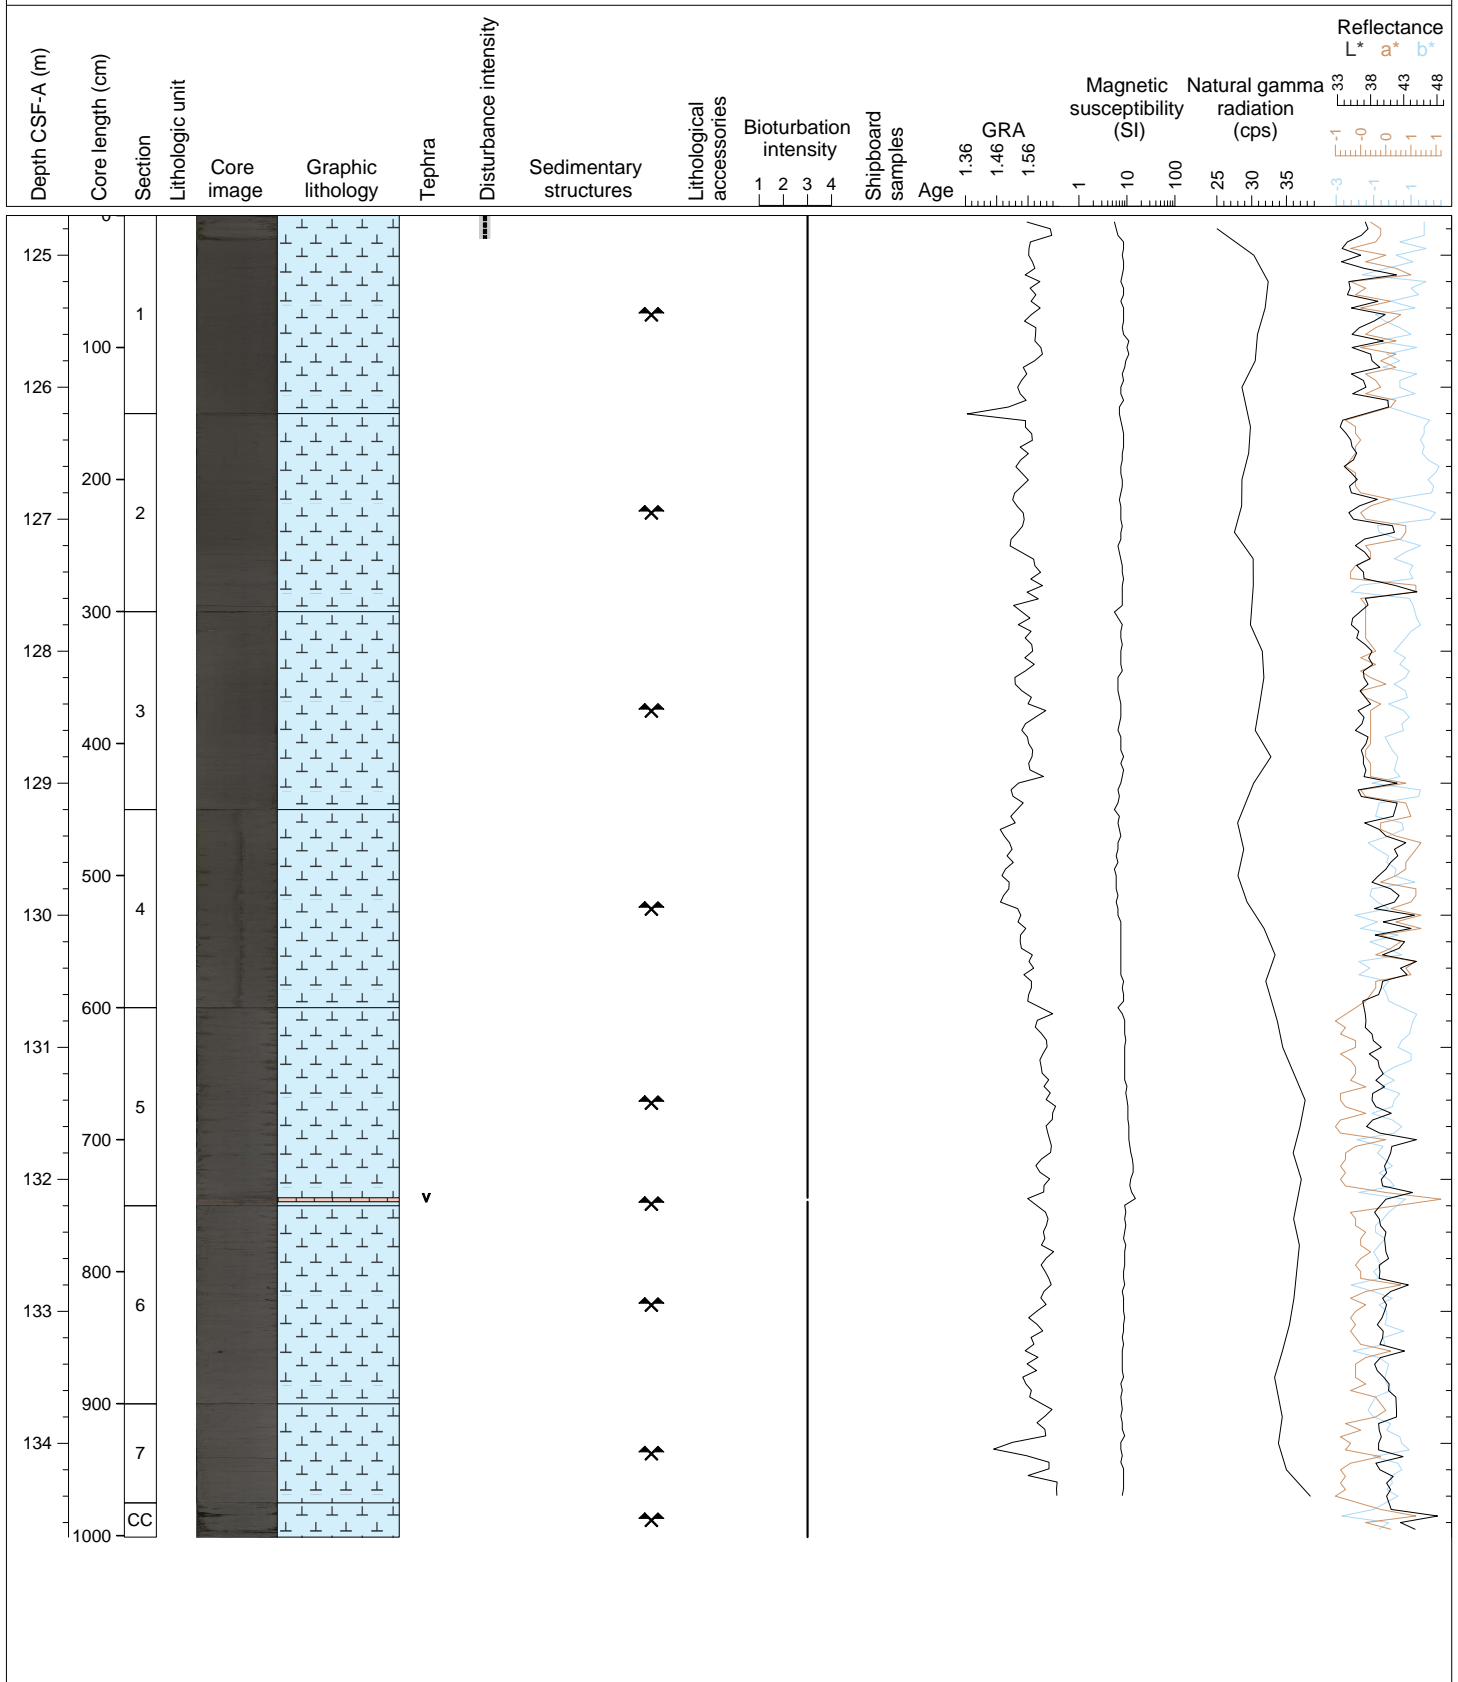 Depth CSF-A (m)
Core length (cm)
Section
Lithologic unit
Core
image
Graphic
lithology
Tephra
Disturbance intensity
Sedimentary
structures
Lithological
accessories
Bioturbation
intensity
1 2 3 4
Shipboard
samples
Age
GRA
1.36 1.46 1.56
Magnetic
susceptibility
(SI)
1 10 100
Natural gamma
radiation
(cps)
25 30 35
Reflectance
L* a* b*
33 38 43 48
-1 -0 0 1 1
-3 -1 1
0
125
1
100
126
200
127
2
300
128
3
400
129
500
130
4
600
131
5
700
132
v
800
133
6
900
134
7
CC
1000